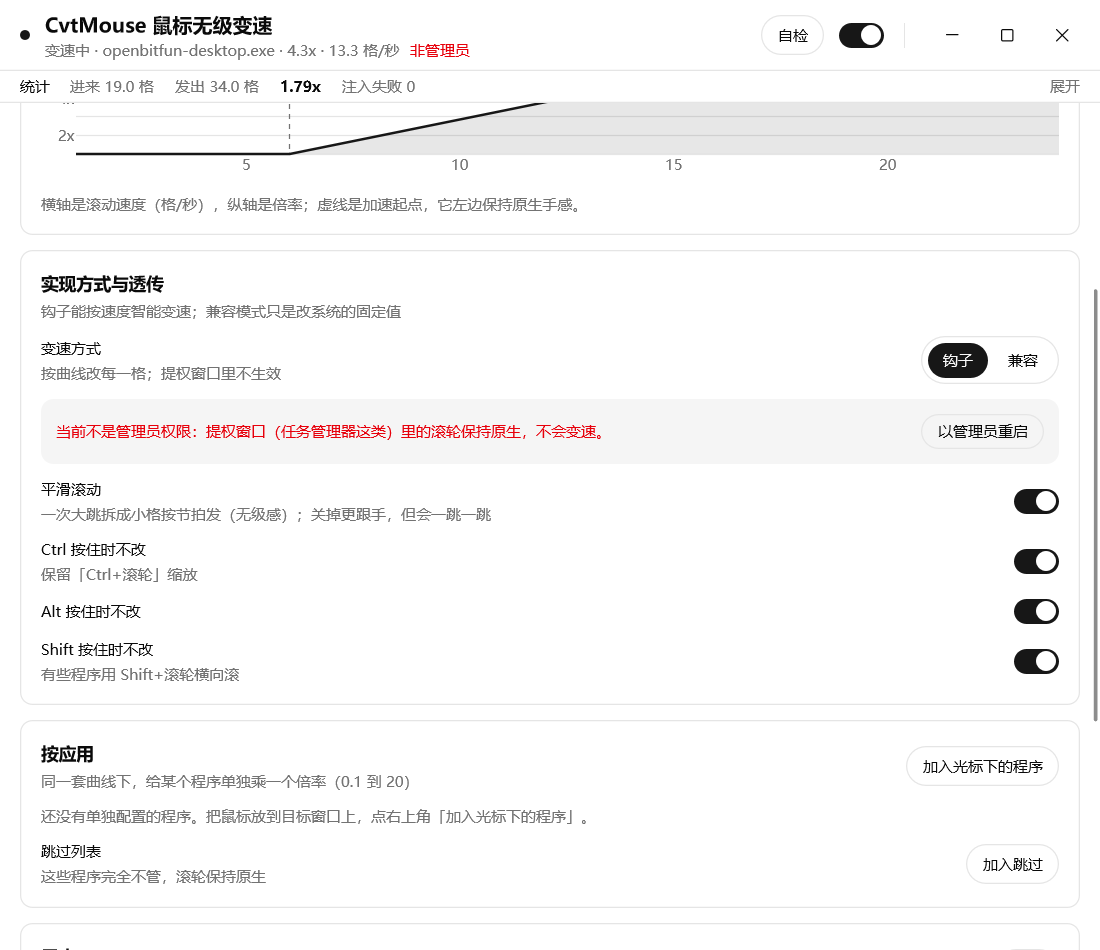 CvtMouse 鼠标无级变速
变速中 · openbitfun-desktop.exe · 4.3x · 13.3 格/秒 非管理员
自检
统计 进来 19.0 格 发出 34.0 格 1.79x 注入失败 0 展开
2x
5 10 15 20
横轴是滚动速度（格/秒），纵轴是倍率；虚线是加速起点，它左边保持原生手感。
实现方式与透传
钩子能按速度智能变速；兼容模式只是改系统的固定值
变速方式
按曲线改每一格；提权窗口里不生效
钩子 兼容
当前不是管理员权限：提权窗口（任务管理器这类）里的滚轮保持原生，不会变速。
以管理员重启
平滑滚动
一次大跳拆成小格按节拍发（无级感）；关掉更跟手，但会一跳一跳
Ctrl 按住时不改
保留「Ctrl+滚轮」缩放
Alt 按住时不改
Shift 按住时不改
有些程序用 Shift+滚轮横向滚
按应用
同一套曲线下，给某个程序单独乘一个倍率（0.1 到 20）
加入光标下的程序
还没有单独配置的程序。把鼠标放到目标窗口上，点右上角「加入光标下的程序」。
跳过列表
这些程序完全不管，滚轮保持原生
加入跳过